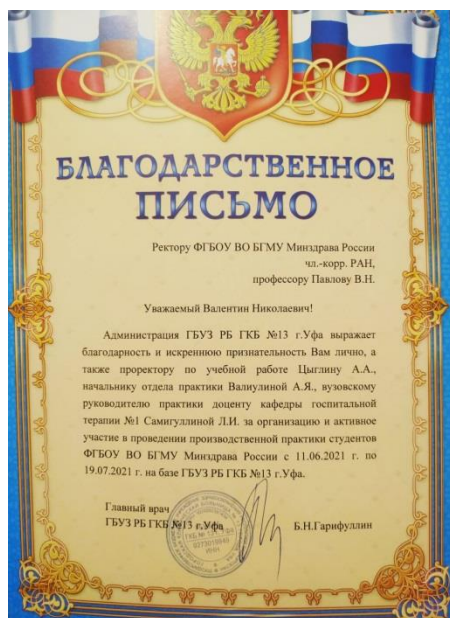 БЛАГОДАРСТВЕННОЕ
ПИСЬМО
Ректору ФГБОУ ВО БГМУ Минздрава России
чл.-корр. РАН,
профессору Павлову В.Н.
Уважаемый Валентин Николаевич!
Администрация ГБУЗ РБ ГКБ №13 г.Уфа выражает
благодарность и искреннюю признательность Вам лично, а
также проректору по учебной работе Цыглину А.А.,
начальнику отдела практики Валиулиной А.Я., вузовскому
руководителю практики доценту кафедры госпитальной
терапии №1 Самигуллиной Л.И. за организацию и активное
участие в проведении производственной практики студентов
ФГБОУ ВО БГМУ Минздрава России с 11.06.2021 г. по
19.07.2021 г. на базе ГБУЗ РБ ГКБ №13 г.Уфа.
Главный врач
ГБУЗ РБ ГКБ №13 г.Уфа Б.Н.Гарифуллин